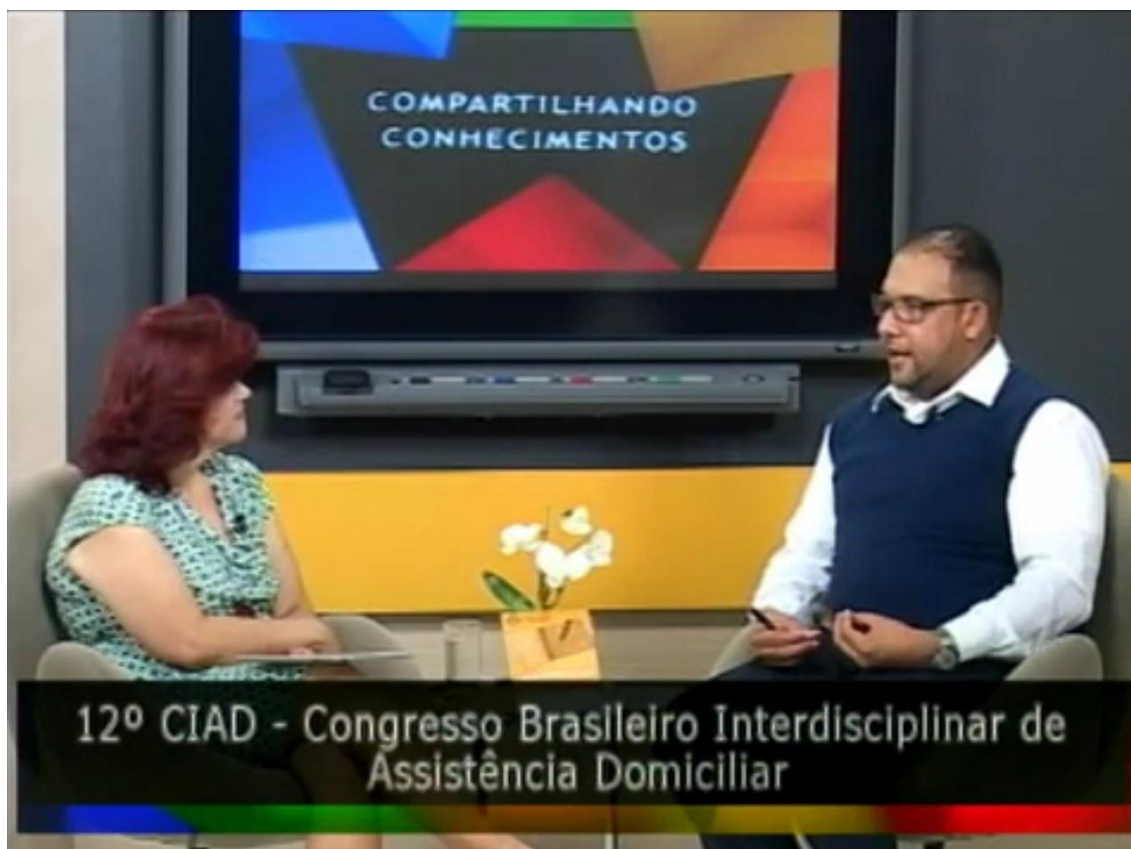 COMPARTILHANDO
CONHECIMENTOS
12º CIAD - Congresso Brasileiro Interdisciplinar de
Assistência Domiciliar